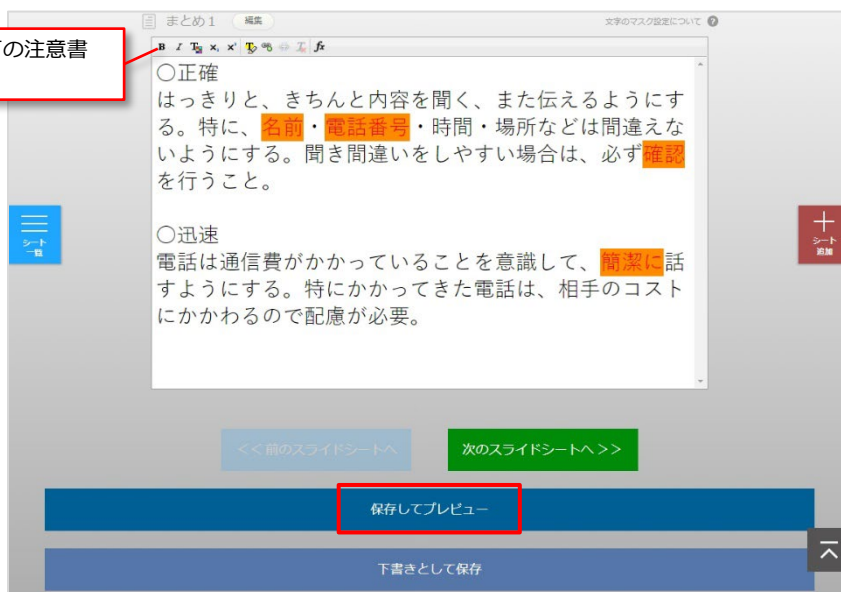 まとめ１ 編集 文字のマスク設定について ?
の注意書
B I T x, x' T fx
○正確
はっきりと、きちんと内容を聞く、また伝えるようにす
る。特に、名前・電話番号・時間・場所などは間違えな
いようにする。聞き間違いをしやすい場合は、必ず確認
を行うこと。
○迅速
電話は通信費がかかっていることを意識して、簡潔に話
すようにする。特にかかってきた電話は、相手のコスト
にかかわるので配慮が必要。
シート
一覧
シート
追加
<<前のスライドシートへ 次のスライドシートへ>>
保存してプレビュー
下書きとして保存